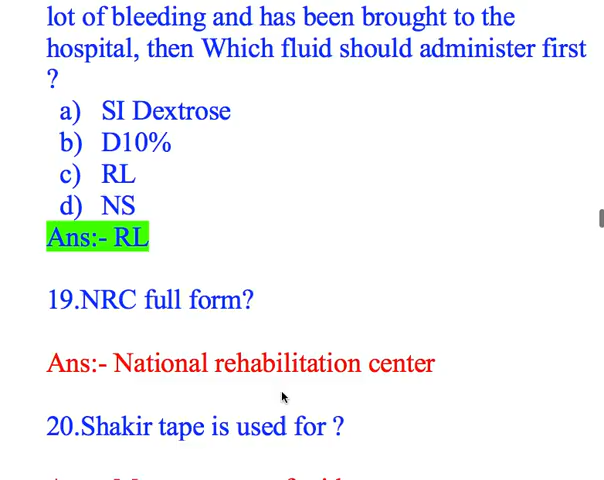 lot of bleeding and has been brought to the
hospital, then Which fluid should administer first
?
a) SI Dextrose
b) D10%
c) RL
d) NS
Ans:- RL
19.NRC full form?
Ans:- National rehabilitation center
20.Shakir tape is used for ?